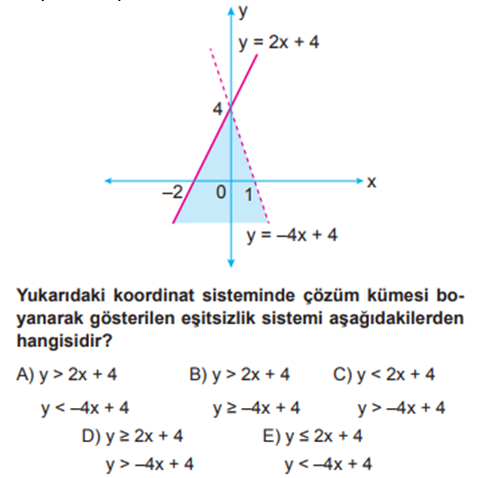 y
y = 2x + 4
4
x
–2
0
1
y = –4x + 4
Yukarıdaki koordinat sisteminde çözüm kümesi bo-
yanarak gösterilen eşitsizlik sistemi aşağıdakilerden
hangisidir?
A) y > 2x + 4 B) y > 2x + 4 C) y < 2x + 4
y < –4x + 4 y ≥ –4x + 4 y > –4x + 4
D) y ≥ 2x + 4 E) y ≤ 2x + 4
y > –4x + 4 y < –4x + 4